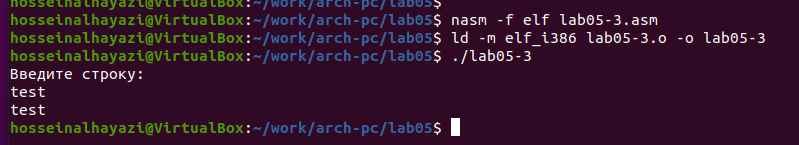 hosseinalhayazi@VirtualBox:~/work/arch-pc/lab05$
hosseinalhayazi@VirtualBox:~/work/arch-pc/lab05$ nasm -f elf lab05-3.asm
hosseinalhayazi@VirtualBox:~/work/arch-pc/lab05$ ld -m elf_i386 lab05-3.o -o lab05-3
hosseinalhayazi@VirtualBox:~/work/arch-pc/lab05$ ./lab05-3
Введите строку:
test
test
hosseinalhayazi@VirtualBox:~/work/arch-pc/lab05$